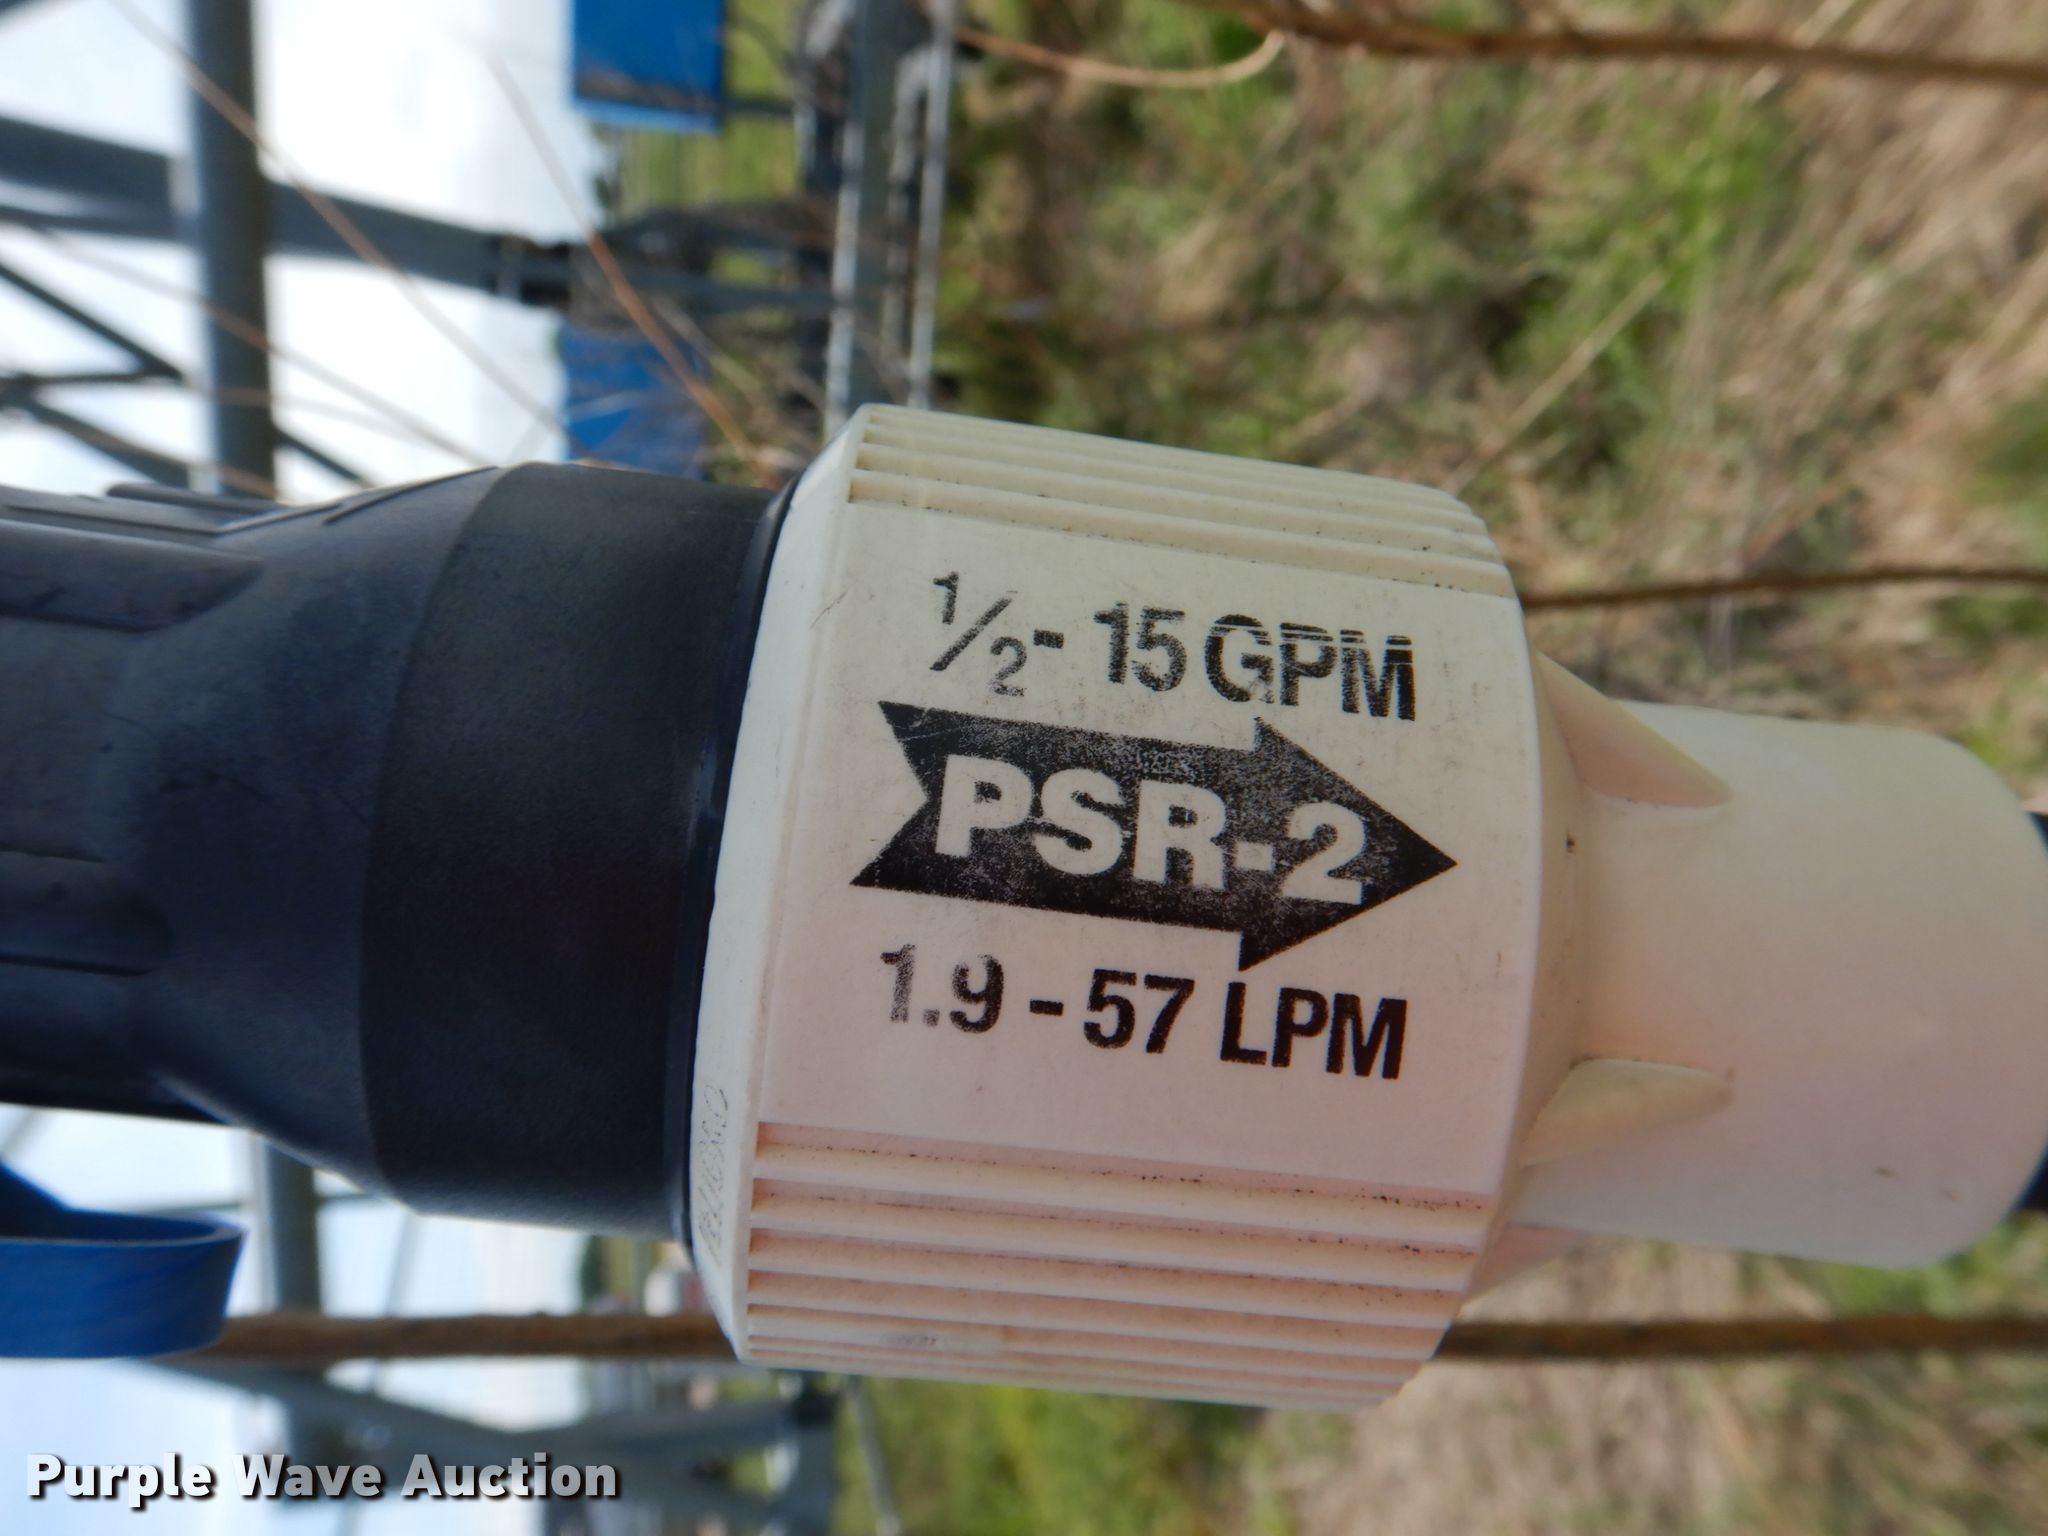 ½ - 15 GPM
PSR-2
1.9 - 57 LPM
Purple Wave Auction